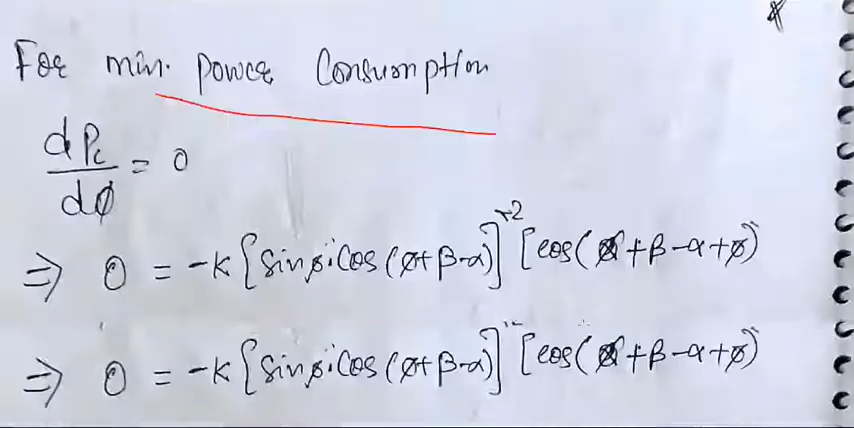 For min. power Consumption
dPc/dϕ = 0
⇒ 0 = -K [sinϕ·cos(ϕ+β-α)]^-2 [cos(ϕ+β-α+ϕ)]
⇒ 0 = -K [sinϕ·cos(ϕ+β-α)] [cos(ϕ+β-α+ϕ)]